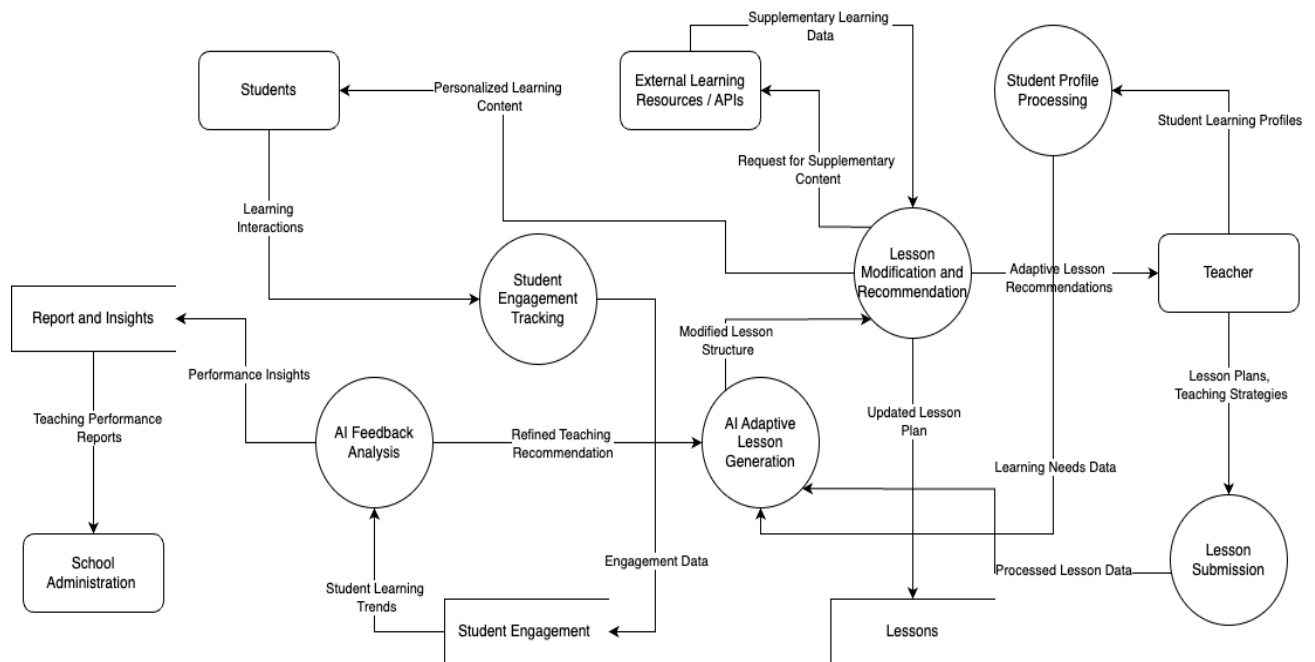 Supplementary Learning
Data
Students
Personalized Learning
Content
External Learning
Resources / APIs
Student Profile
Processing
Student Learning Profiles
Request for Supplementary
Content
Learning
Interactions
Student
Engagement
Tracking
Lesson
Modification and
Recommendation
Adaptive Lesson
Recommendations
Teacher
Report and Insights
Modified Lesson
Structure
Performance Insights
Lesson Plans,
Teaching Strategies
Teaching Performance
Reports
AI Feedback
Analysis
Refined Teaching
Recommendation
AI Adaptive
Lesson
Generation
Updated Lesson
Plan
Learning Needs Data
School
Administration
Student Learning
Trends
Engagement Data
Processed Lesson Data
Lesson
Submission
Student Engagement
Lessons